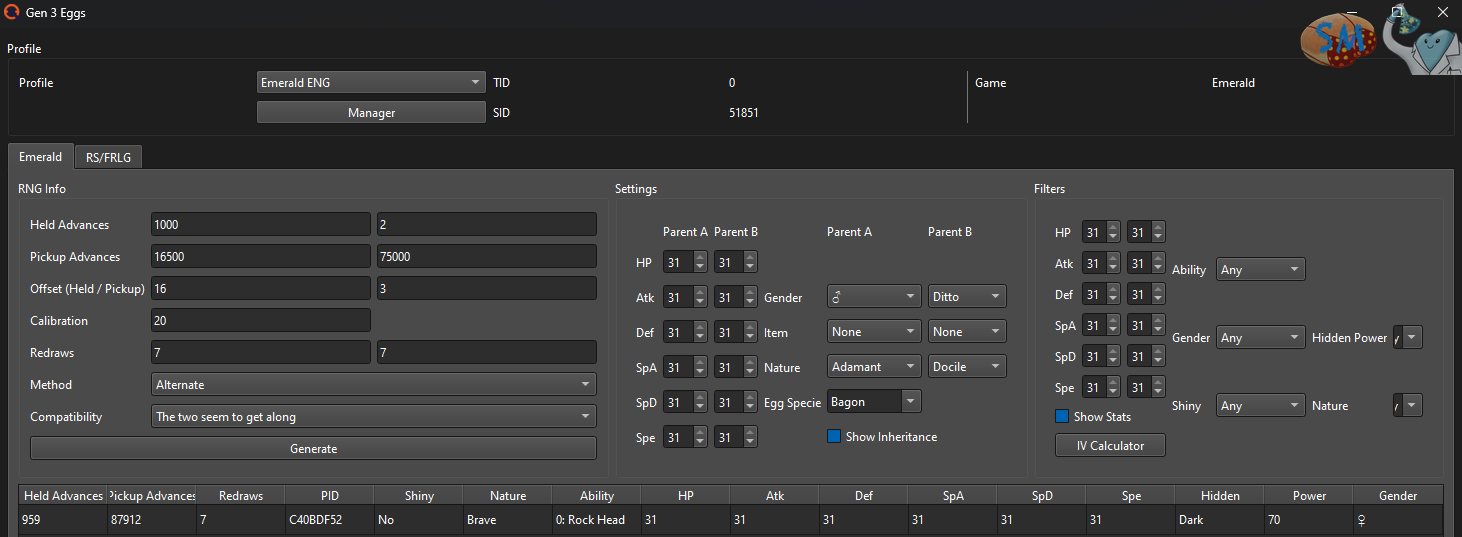 Gen 3 Eggs
SM
Profile
Profile Emerald ENG TID 0 Game Emerald
Manager SID 51851
Emerald RS/FRLG
RNG Info Settings Filters
Held Advances 1000 2
Pickup Advances 16500 75000
Offset (Held / Pickup) 16 3
Calibration 20
Redraws 7 7
Method Alternate
Compatibility The two seem to get along
Generate
Parent A Parent B Parent A Parent B
HP 31 31
Atk 31 31 Gender ♂ Ditto
Def 31 31 Item None None
SpA 31 31 Nature Adamant Docile
SpD 31 31 Egg Specie Bagon
Spe 31 31 Show Inheritance
HP 31 31
Atk 31 31 Ability Any
Def 31 31
SpA 31 31 Gender Any Hidden Power
SpD 31 31
Spe 31 31 Shiny Any Nature
Show Stats
IV Calculator
Held Advances Pickup Advances Redraws PID Shiny Nature Ability HP Atk Def SpA SpD Spe Hidden Power Gender
959 87912 7 C40BDF52 No Brave 0: Rock Head 31 31 31 31 31 31 Dark 70 ♀